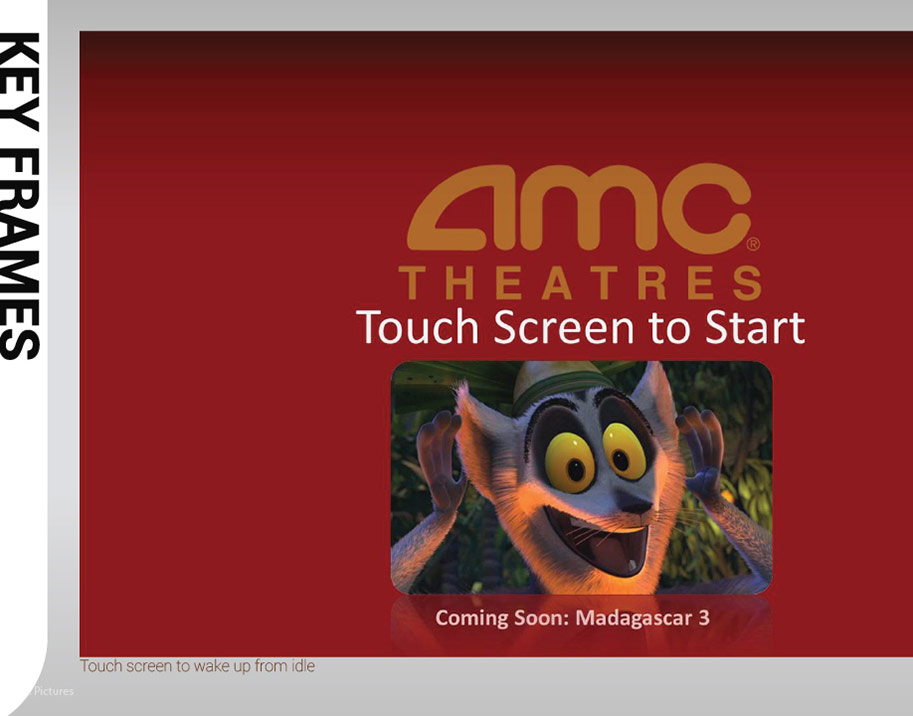 KEY FRAMES
amc®
THEATRES
Touch Screen to Start
Coming Soon: Madagascar 3
Touch screen to wake up from idle
Pictures